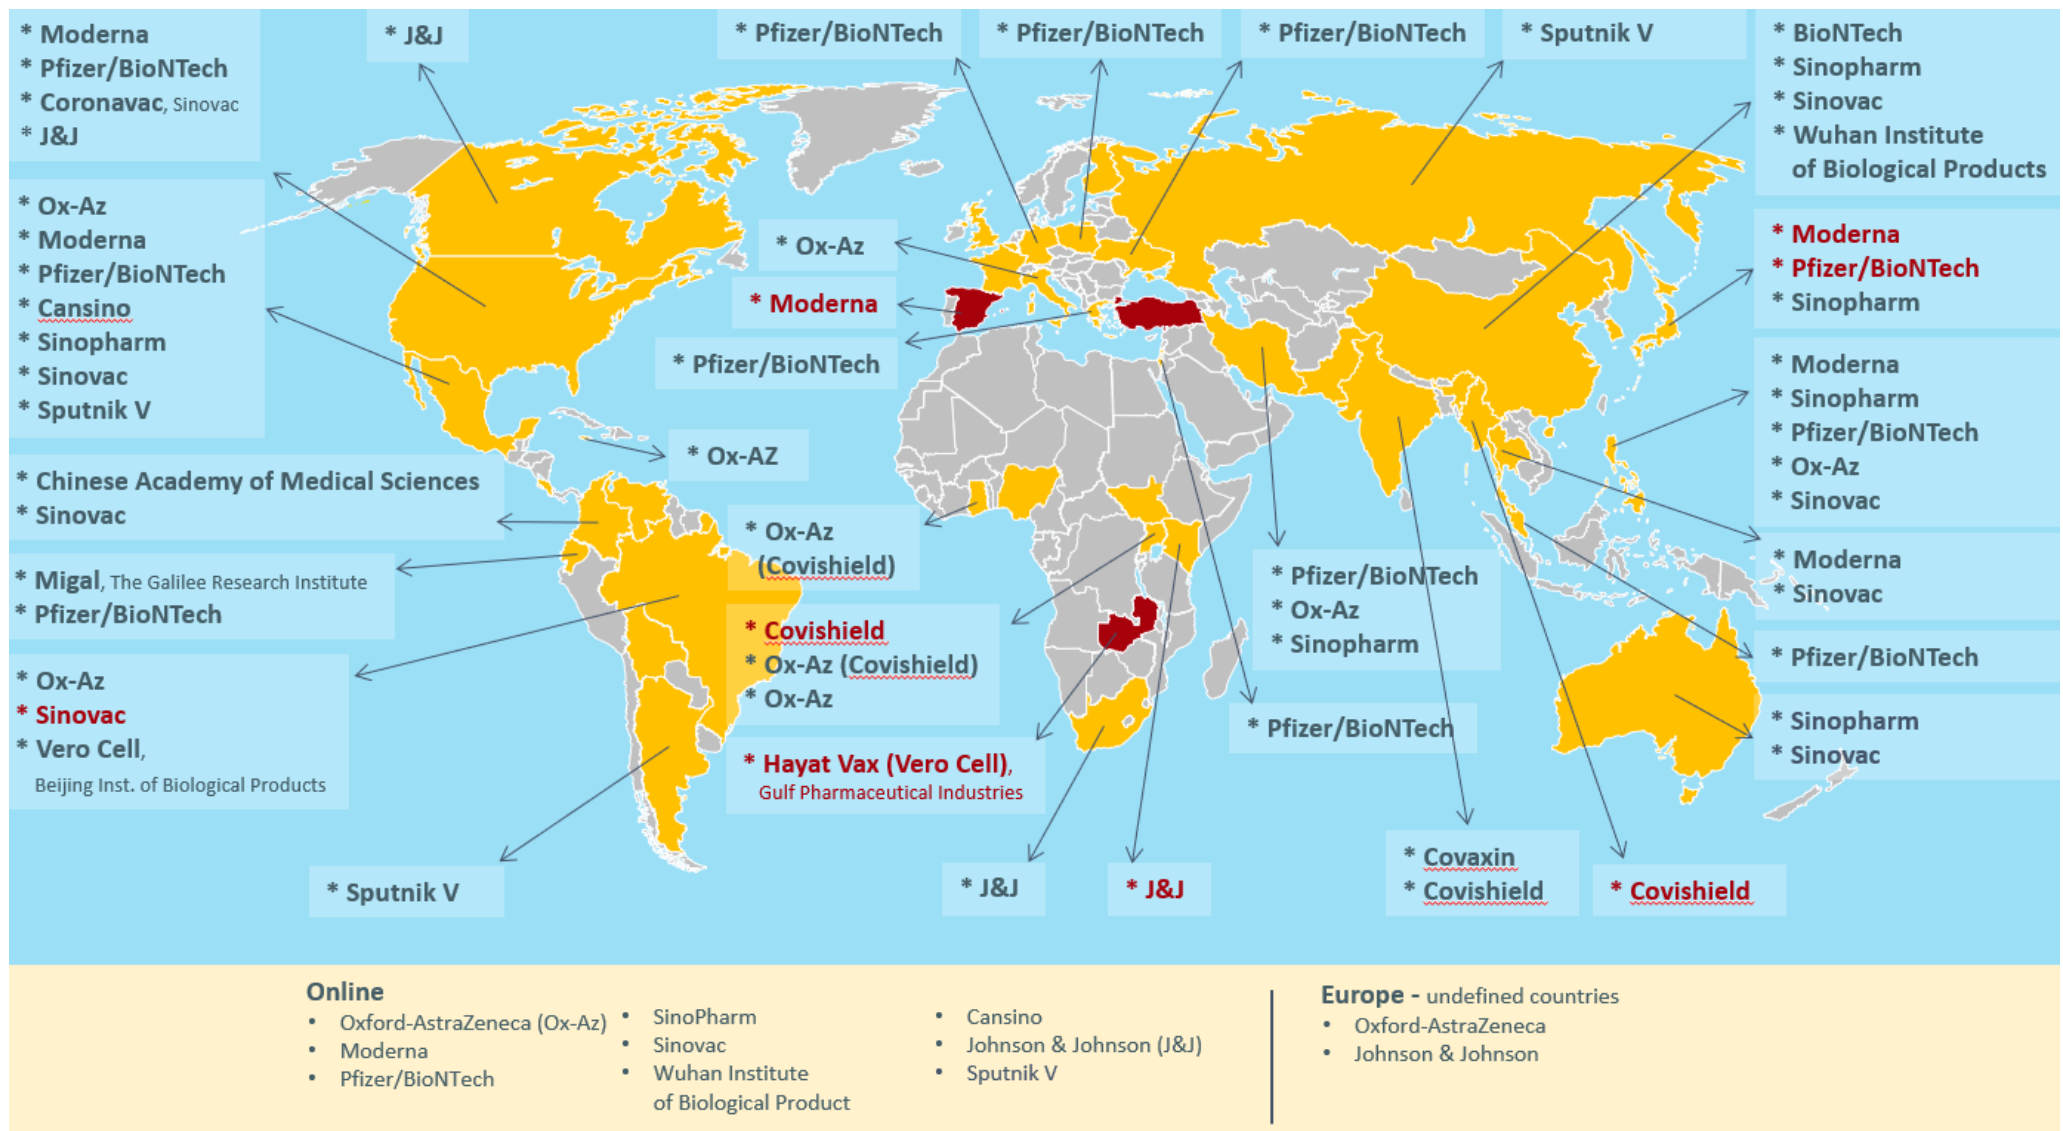 * Moderna
* Pfizer/BioNTech
* Coronavac, Sinovac
* J&J
* J&J
* Pfizer/BioNTech
* Pfizer/BioNTech
* Pfizer/BioNTech
* Sputnik V
* BioNTech
* Sinopharm
* Sinovac
* Wuhan Institute
of Biological Products
* Ox-Az
* Moderna
* Pfizer/BioNTech
* Cansino
* Sinopharm
* Sinovac
* Sputnik V
* Ox-Az
* Moderna
* Pfizer/BioNTech
* Moderna
* Pfizer/BioNTech
* Sinopharm
* Moderna
* Sinopharm
* Pfizer/BioNTech
* Ox-Az
* Sinovac
* Ox-AZ
* Chinese Academy of Medical Sciences
* Sinovac
* Ox-Az
(Covishield)
* Migal, The Galilee Research Institute
* Pfizer/BioNTech
* Pfizer/BioNTech
* Ox-Az
* Sinopharm
* Moderna
* Sinovac
* Covishield
* Ox-Az (Covishield)
* Ox-Az
* Pfizer/BioNTech
* Ox-Az
* Sinovac
* Vero Cell,
Beijing Inst. of Biological Products
* Pfizer/BioNTech
* Sinopharm
* Sinovac
* Hayat Vax (Vero Cell),
Gulf Pharmaceutical Industries
* Sputnik V
* J&J
* J&J
* Covaxin
* Covishield
* Covishield
Online
• Oxford-AstraZeneca (Ox-Az)
• Moderna
• Pfizer/BioNTech
• SinoPharm
• Sinovac
• Wuhan Institute
of Biological Product
• Cansino
• Johnson & Johnson (J&J)
• Sputnik V
Europe - undefined countries
• Oxford-AstraZeneca
• Johnson & Johnson